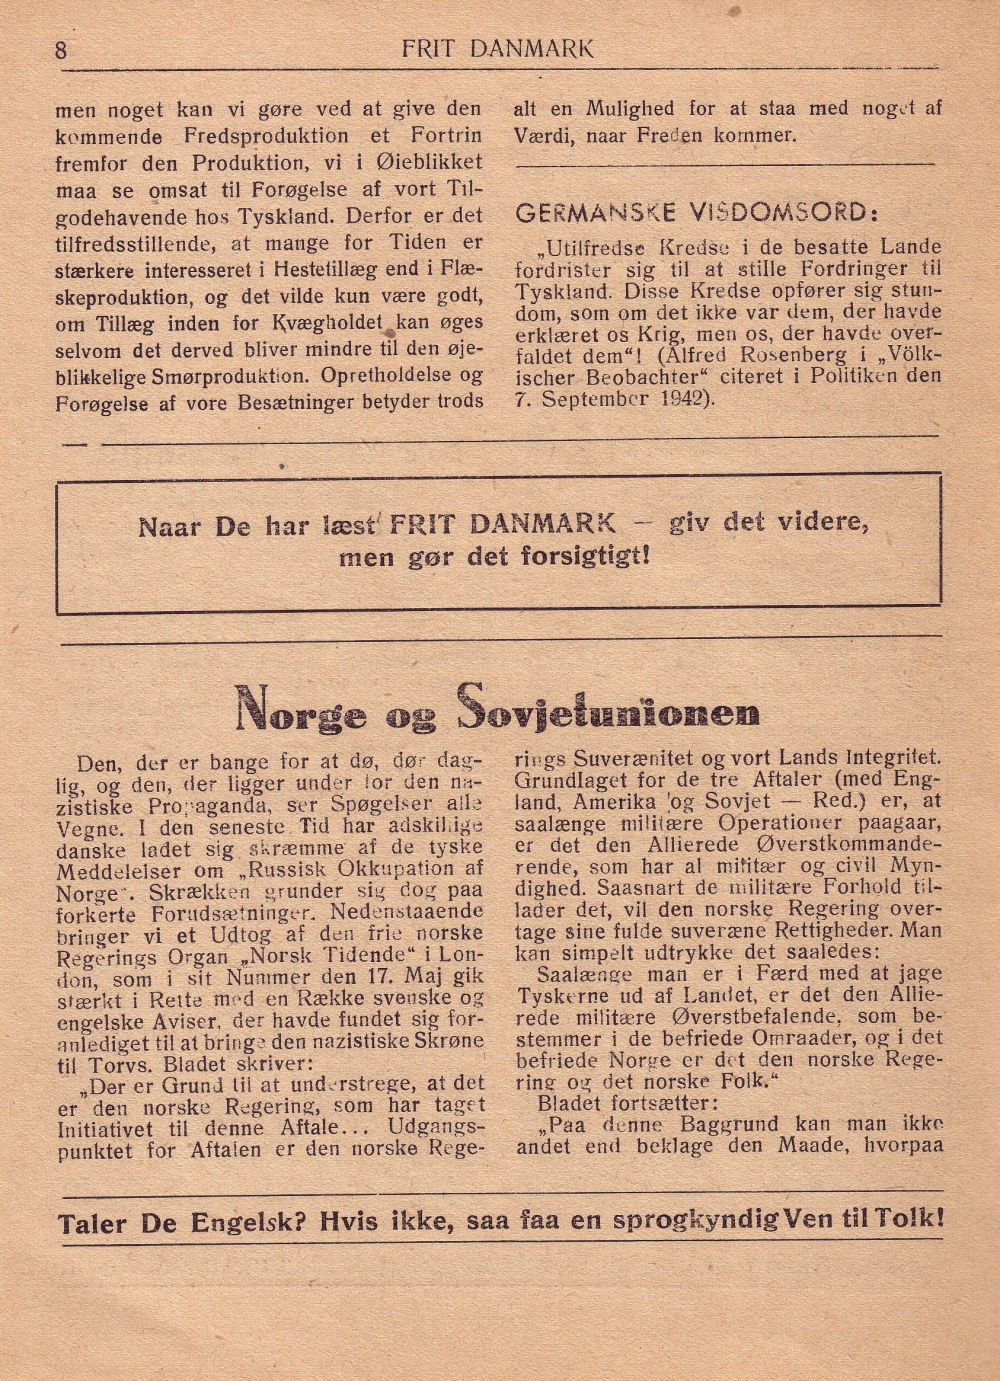 8
FRIT DANMARK
men noget kan vi gøre ved at give den
kommende Fredsproduktion et Fortrin
fremfor den Produktion, vi i Øieblikket
maa se omsat til Forøgelse af vort Til-
godehavende hos Tyskland. Derfor er det
tilfredsstillende, at mange for Tiden er
stærkere interesseret i Hestetillæg end i Flæ-
skeproduktion, og det vilde kun være godt,
om Tillæg inden for Kvægholdet kan øges
selvom det derved bliver mindre til den øje-
blikkelige Smørproduktion. Opretholdelse og
Forøgelse af vore Besætninger betyder trods
alt en Mulighed for at staa med noget af
Værdi, naar Freden kommer.
GERMANSKE VISDOMSORD:
„Utilfredse Kredse i de besatte Lande
fordrister sig til at stille Fordringer til
Tyskland. Disse Kredse opfører sig stun-
dom, som om det ikke var dem, der havde
erklæret os Krig, men os, der havde over-
faldet dem“! (Alfred Rosenberg i „Völk-
ischer Beobachter“ citeret i Politiken den
7. September 1942).
Naar De har læst FRIT DANMARK — giv det videre,
men gør det forsigtigt!
Norge og Sovjetunionen
Den, der er bange for at dø, dør dag-
lig, og den, der ligger under for den na-
zistiske Propaganda, ser Spøgelser alle
Vegne. I den seneste Tid har adskillige
danske ladet sig skræmme af de tyske
Meddelelser om „Russisk Okkupation af
Norge“. Skrækken grunder sig dog paa
forkerte Forudsætninger. Nedenstaaende
bringer vi et Udtog af den frie norske
Regerings Organ „Norsk Tidende“ i Lon-
don, som i sit Nummer den 17. Maj gik
stærkt i Rette med en Række svenske og
engelske Aviser, der havde fundet sig for-
anlediget til at bringe den nazistiske Skrøne
til Torvs. Bladet skriver:
„Der er Grund til at understrege, at det
er den norske Regering, som har taget
Initiativet til denne Aftale... Udgangs-
punktet for Aftalen er den norske Rege-
rings Suverænitet og vort Lands Integritet.
Grundlaget for de tre Aftaler (med Eng-
land, Amerika og Sovjet — Red.) er, at
saalænge militære Operationer paagaar,
er det den Allierede Øverstkommande-
rende, som har al militær og civil Myn-
dighed. Saasnart de militære Forhold til-
lader det, vil den norske Regering over-
tage sine fulde suveræne Rettigheder. Man
kan simpelt udtrykke det saaledes:
Saalænge man er i Færd med at jage
Tyskerne ud af Landet, er det den Allie-
rede militære Øverstbefalende, som be-
stemmer i de befriede Omraader, og i det
befriede Norge er det den norske Rege-
ring og det norske Folk.“
Bladet fortsætter:
„Paa denne Baggrund kan man ikke
andet end beklage den Maade, hvorpaa
Taler De Engelsk? Hvis ikke, saa faa en sprogkyndig Ven til Tolk!